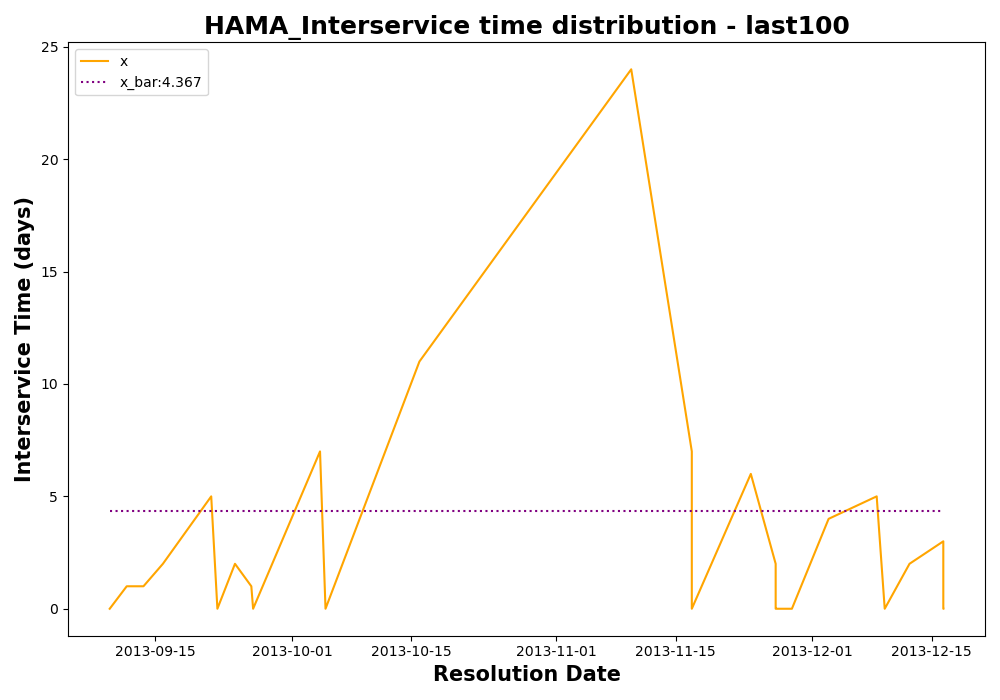 HAMA_Interservice time distribution - last100
x
x_bar:4.367
25
20
15
10
5
0
Interservice Time (days)
2013-09-15 2013-10-01 2013-10-15 2013-11-01 2013-11-15 2013-12-01 2013-12-15
Resolution Date